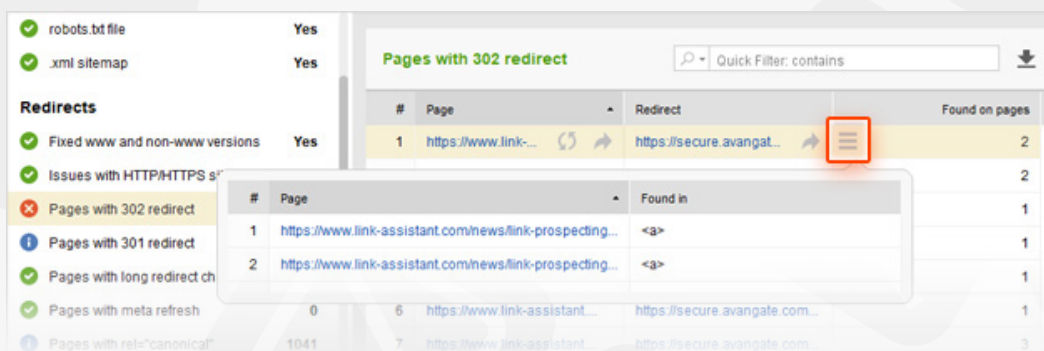 robots.txt file Yes
.xml sitemap Yes
Redirects
Fixed www and non-www versions Yes
Issues with HTTP/HTTPS si
Pages with 302 redirect
Pages with 301 redirect
Pages with long redirect ch
Pages with meta refresh 0
Pages with rel="canonical" 1041
Pages with 302 redirect Quick Filter: contains
# Page Redirect Found on pages
1 https://www.link-... https://secure.avangat... 2
2
1
1
1
6 https://www.link-assistant.... https://secure.avangate.com... 1
7 https://www.link-assistant.... https://secure.avangate.com... 3
# Page Found in
1 https://www.link-assistant.com/news/link-prospecting... <a>
2 https://www.link-assistant.com/news/link-prospecting... <a>